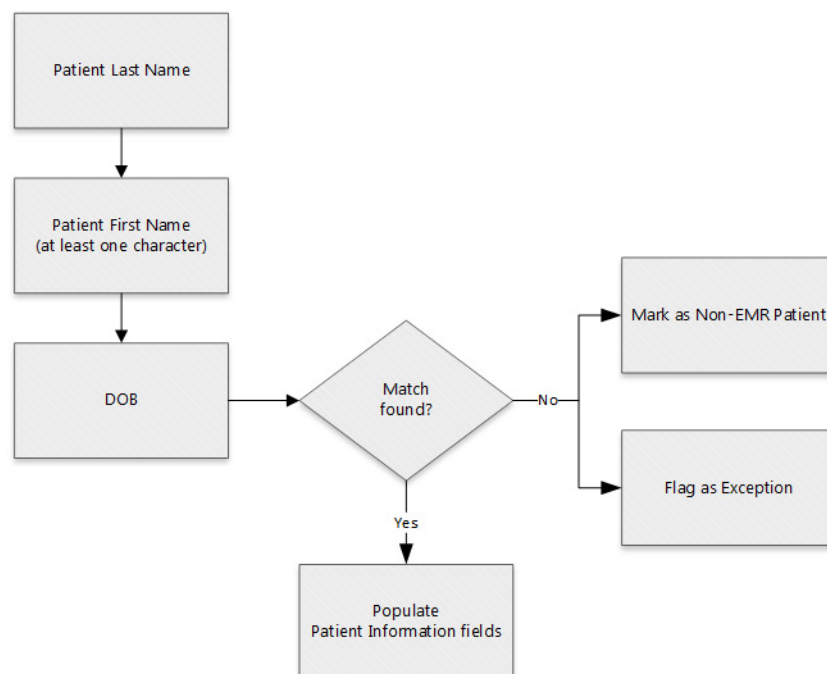 Patient Last Name
Patient First Name
(at least one character)
DOB
Match
found?
No
Mark as Non-EMR Patient
Flag as Exception
Yes
Populate
Patient Information fields